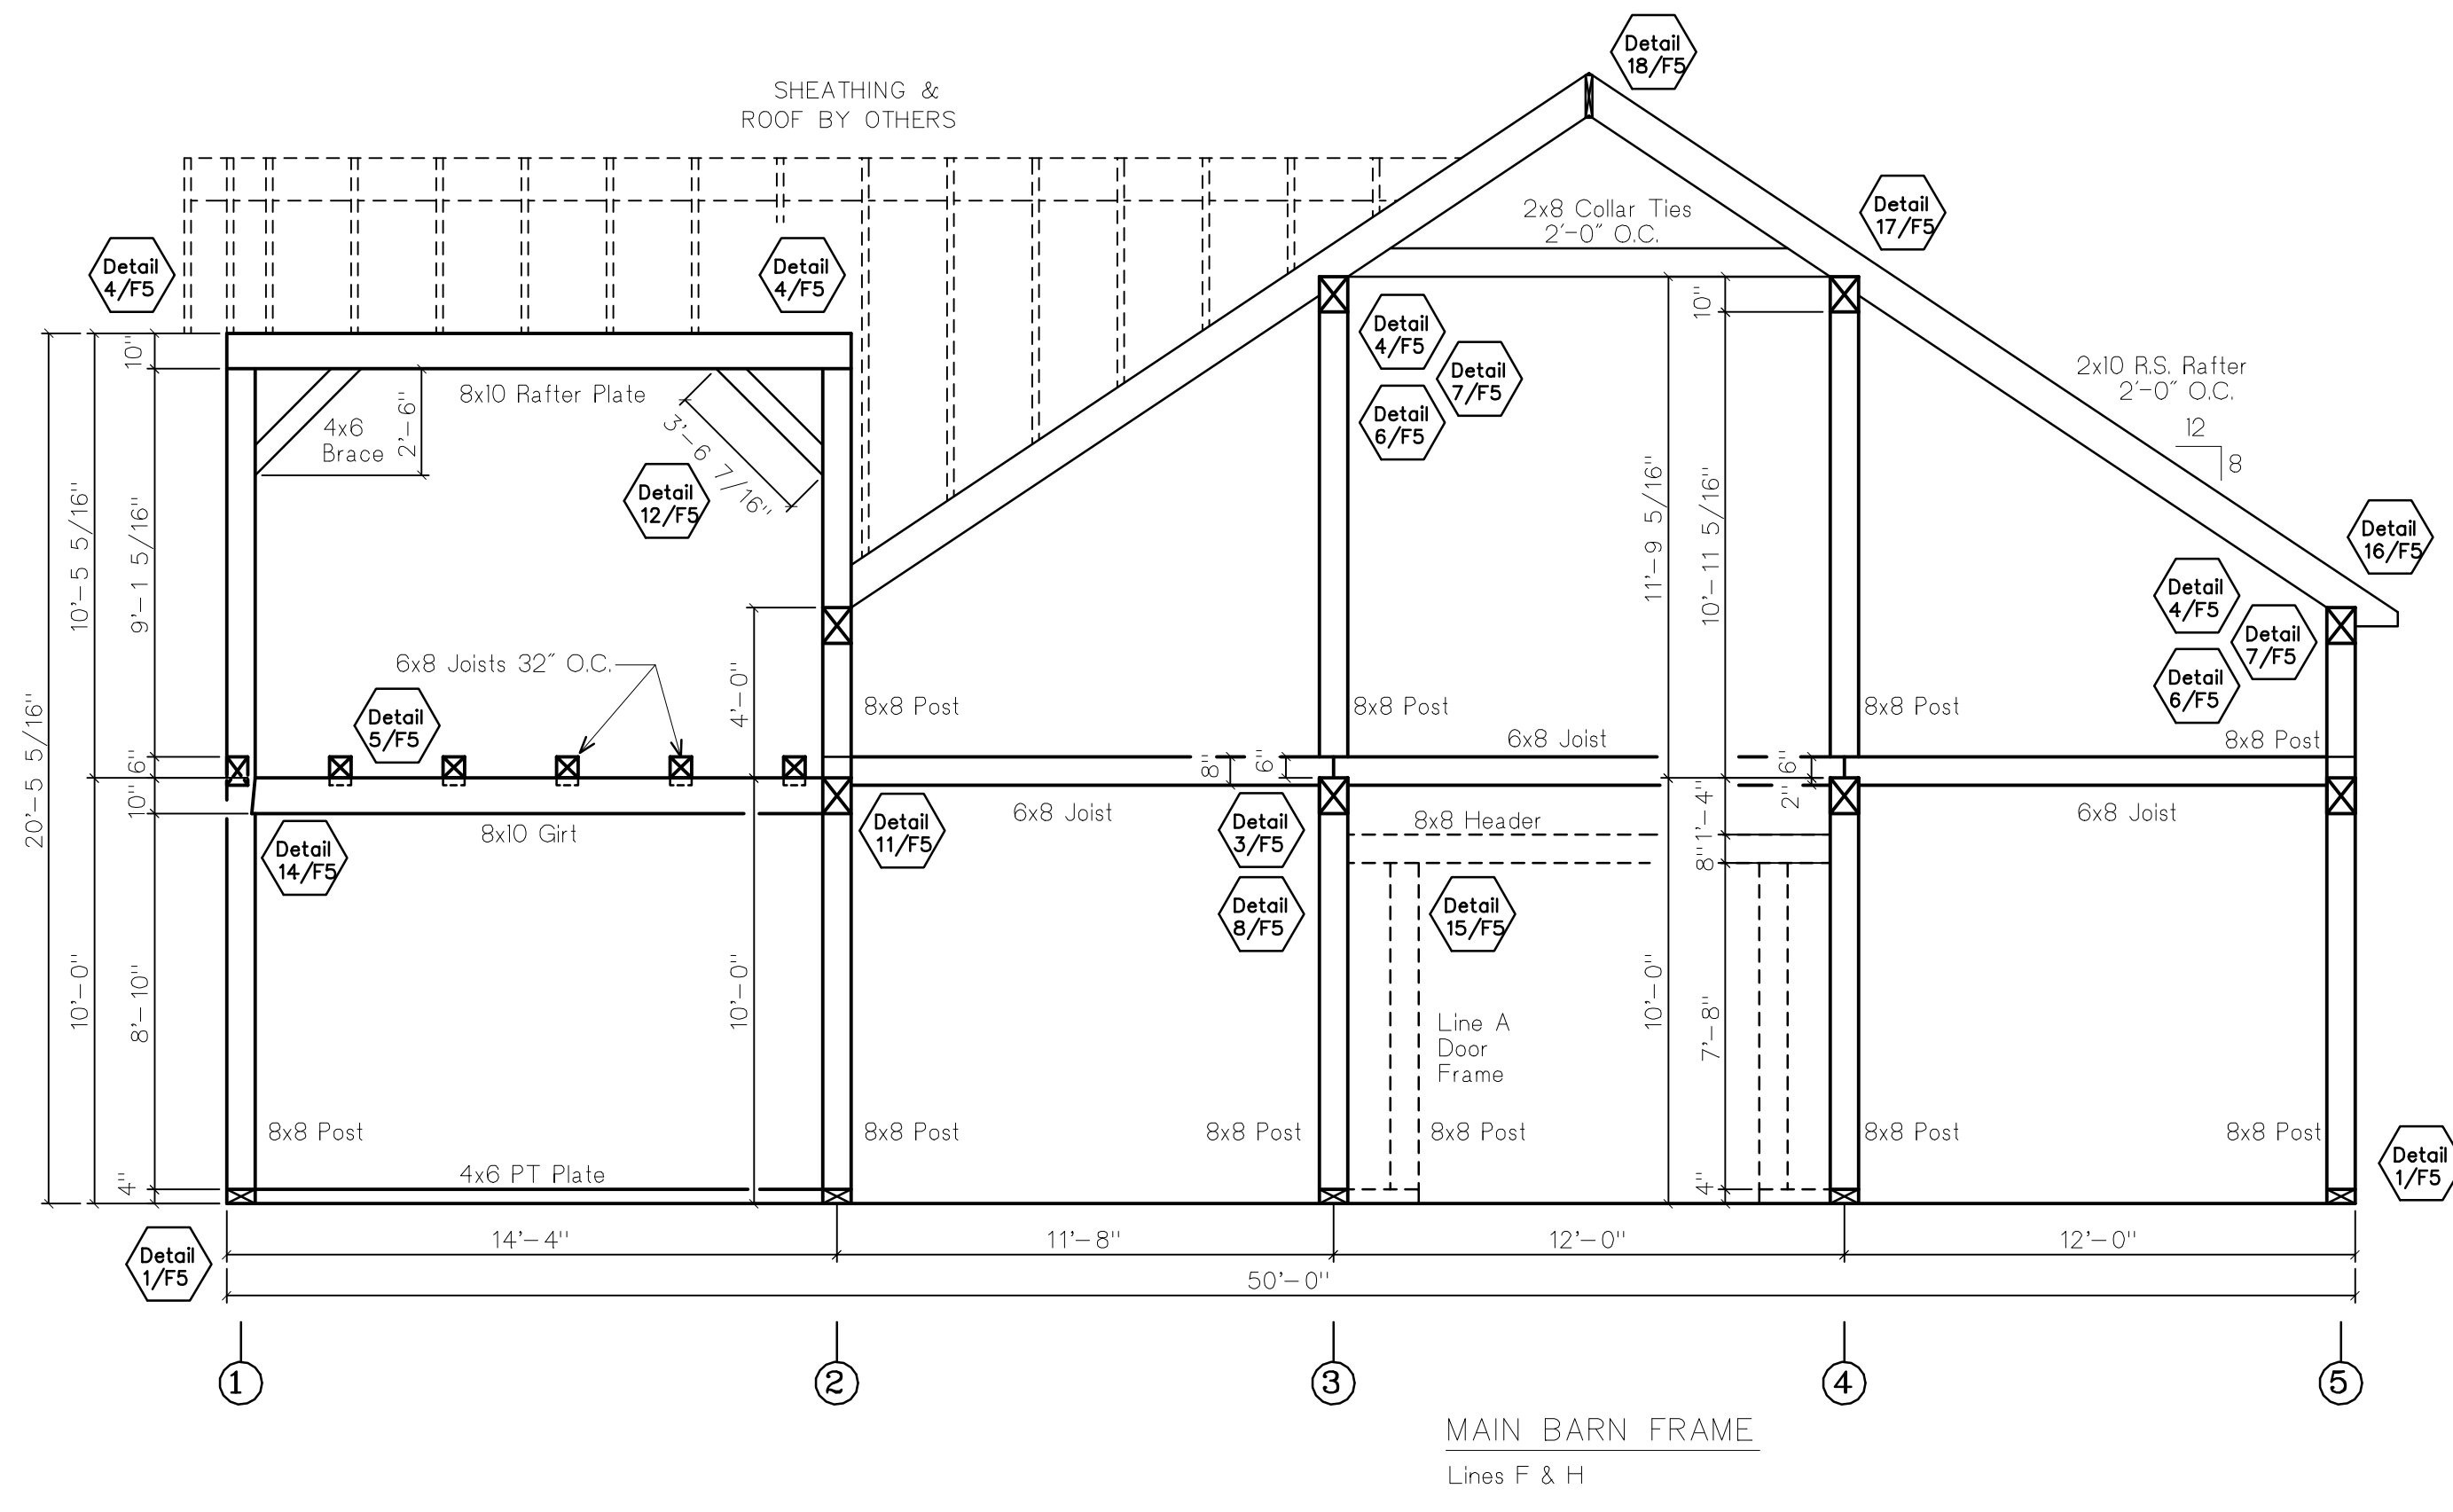 Detail
18/F5
SHEATHING &
ROOF BY OTHERS
Detail
17/F5
2x8 Collar Ties
2'-0" O.C.
Detail
4/F5
Detail
4/F5
10"
10"
Detail
4/F5
Detail
7/F5
Detail
6/F5
2x10 R.S. Rafter
2'-0" O.C.
12
8
8x10 Rafter Plate
4x6
Brace
2'-6"
3'-6 7/16"
Detail
12/F5
Detail
16/F5
10'-5 5/16"
9'-1 5/16"
11'-9 5/16"
10'-11 5/16"
Detail
4/F5
Detail
7/F5
Detail
6/F5
6x8 Joists 32" O.C.
Detail
5/F5
4'-0"
8x8 Post
8x8 Post
8x8 Post
6x8 Joist
8x8 Post
20'-5 5/16"
6"
10"
8"
6"
6"
2"
1'-4"
8"
8x10 Girt
Detail
14/F5
Detail
11/F5
6x8 Joist
Detail
3/F5
8x8 Header
6x8 Joist
Detail
8/F5
Detail
15/F5
10'-0"
8'-10"
10'-0"
10'-0"
7'-8"
Line A
Door
Frame
8x8 Post
8x8 Post
8x8 Post
8x8 Post
8x8 Post
8x8 Post
4x6 PT Plate
4"
4"
Detail
1/F5
Detail
1/F5
14'-4"
11'-8"
12'-0"
12'-0"
50'-0"
1
2
3
4
5
MAIN BARN FRAME
Lines F & H